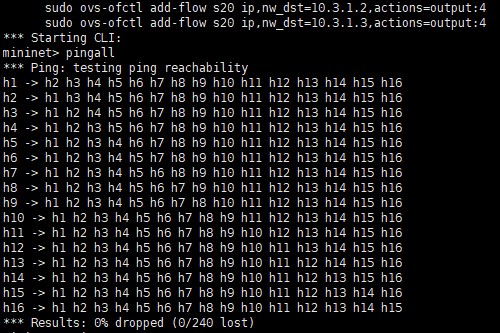 sudo ovs-ofctl add-flow s20 ip,nw_dst=10.3.1.2,actions=output:4
sudo ovs-ofctl add-flow s20 ip,nw_dst=10.3.1.3,actions=output:4
*** Starting CLI:
mininet> pingall
*** Ping: testing ping reachability
h1 -> h2 h3 h4 h5 h6 h7 h8 h9 h10 h11 h12 h13 h14 h15 h16
h2 -> h1 h3 h4 h5 h6 h7 h8 h9 h10 h11 h12 h13 h14 h15 h16
h3 -> h1 h2 h4 h5 h6 h7 h8 h9 h10 h11 h12 h13 h14 h15 h16
h4 -> h1 h2 h3 h5 h6 h7 h8 h9 h10 h11 h12 h13 h14 h15 h16
h5 -> h1 h2 h3 h4 h6 h7 h8 h9 h10 h11 h12 h13 h14 h15 h16
h6 -> h1 h2 h3 h4 h5 h7 h8 h9 h10 h11 h12 h13 h14 h15 h16
h7 -> h1 h2 h3 h4 h5 h6 h8 h9 h10 h11 h12 h13 h14 h15 h16
h8 -> h1 h2 h3 h4 h5 h6 h7 h9 h10 h11 h12 h13 h14 h15 h16
h9 -> h1 h2 h3 h4 h5 h6 h7 h8 h10 h11 h12 h13 h14 h15 h16
h10 -> h1 h2 h3 h4 h5 h6 h7 h8 h9 h11 h12 h13 h14 h15 h16
h11 -> h1 h2 h3 h4 h5 h6 h7 h8 h9 h10 h12 h13 h14 h15 h16
h12 -> h1 h2 h3 h4 h5 h6 h7 h8 h9 h10 h11 h13 h14 h15 h16
h13 -> h1 h2 h3 h4 h5 h6 h7 h8 h9 h10 h11 h12 h14 h15 h16
h14 -> h1 h2 h3 h4 h5 h6 h7 h8 h9 h10 h11 h12 h13 h15 h16
h15 -> h1 h2 h3 h4 h5 h6 h7 h8 h9 h10 h11 h12 h13 h14 h16
h16 -> h1 h2 h3 h4 h5 h6 h7 h8 h9 h10 h11 h12 h13 h14 h15
*** Results: 0% dropped (0/240 lost)